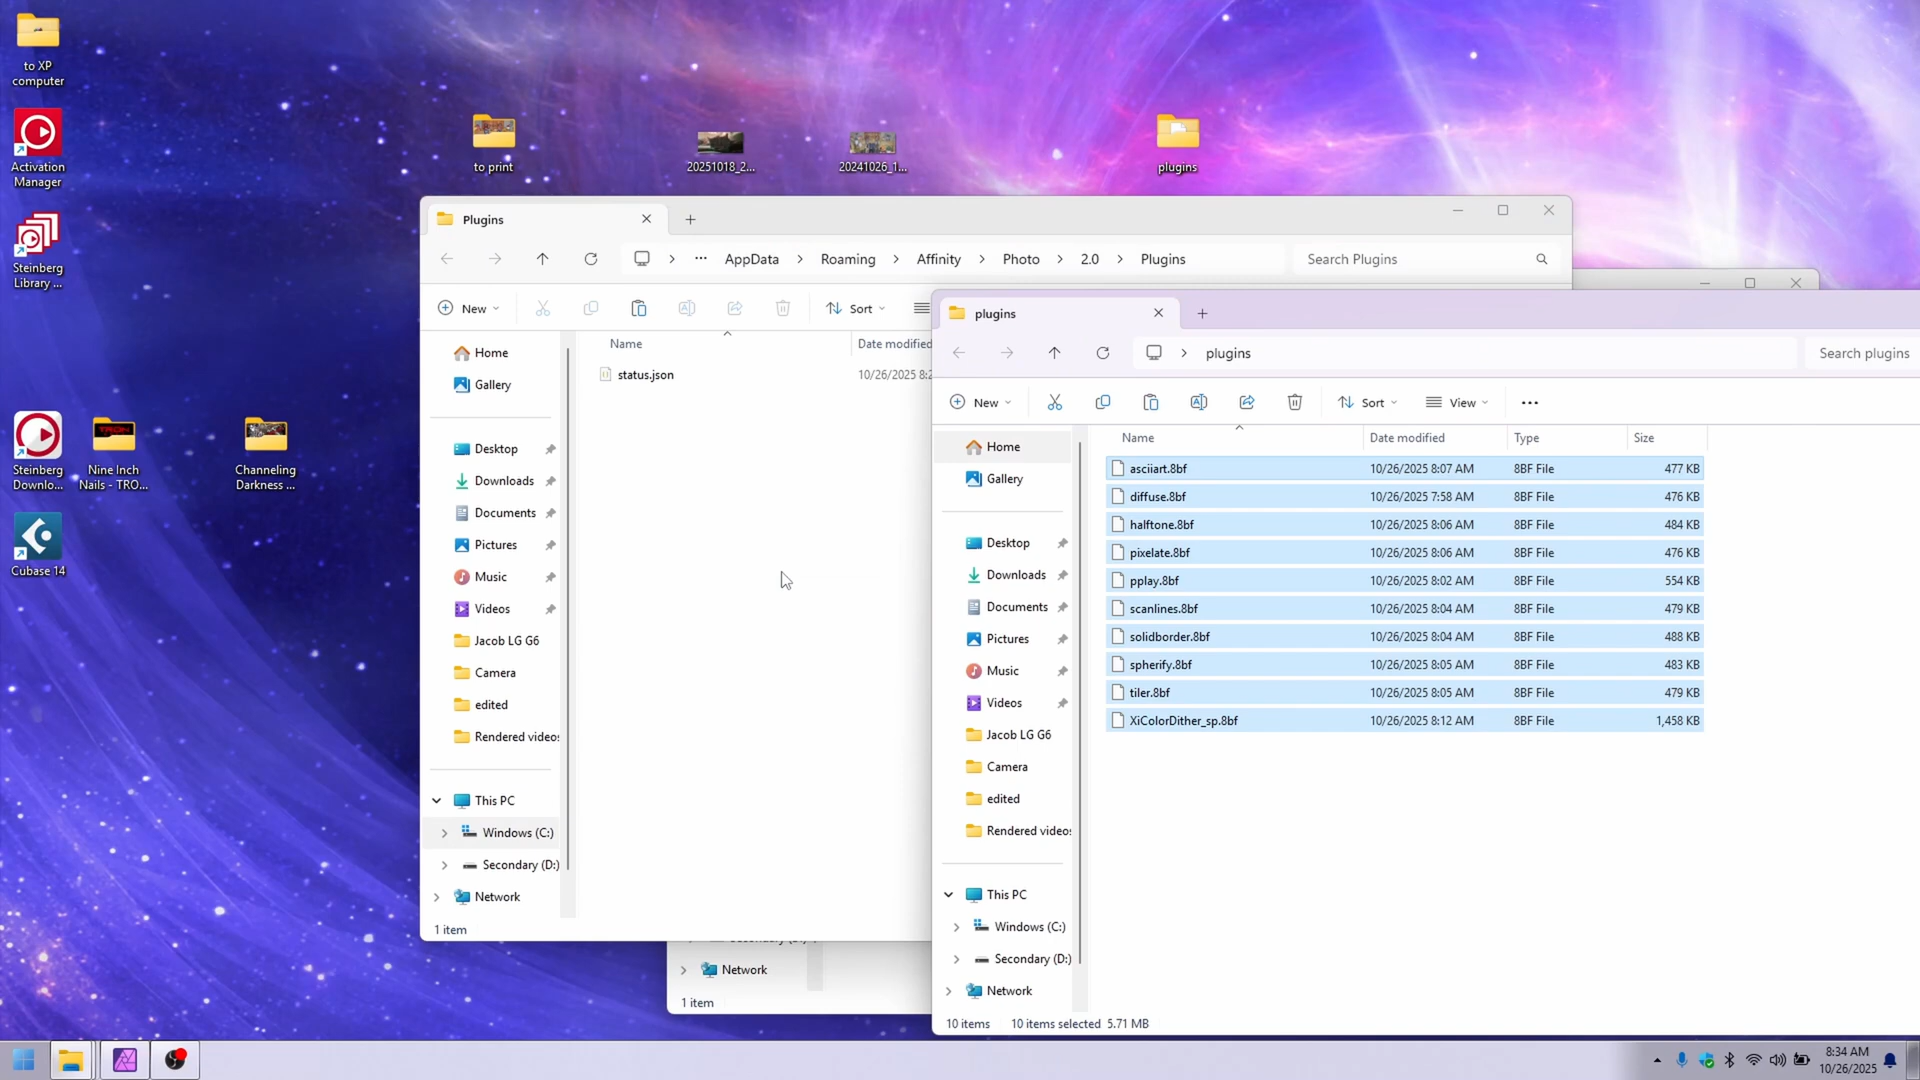 to XP
computer
Activation
Manager
Steinberg
Library ...
Steinberg
Downlo...
Nine Inch
Nails - TRO...
Channeling
Darkness ...
Cubase 14
to print
20251018_2...
20241026_1...
plugins
Plugins
AppData
Roaming
Affinity
Photo
2.0
Plugins
Search Plugins
New
Sort
Name
Date modified
status.json
10/26/2025 8:2
Home
Gallery
Desktop
Downloads
Documents
Pictures
Music
Videos
Jacob LG G6
Camera
edited
Rendered videos
This PC
Windows (C:)
Secondary (D:)
Network
1 item
Network
1 item
plugins
plugins
Search plugins
New
Sort
View
Home
Gallery
Desktop
Downloads
Documents
Pictures
Music
Videos
Jacob LG G6
Camera
edited
Rendered videos
This PC
Windows (C:)
Secondary (D:)
Network
Name Date modified Type Size
asciiart.8bf 10/26/2025 8:07 AM 8BF File 477 KB
diffuse.8bf 10/26/2025 7:58 AM 8BF File 476 KB
halftone.8bf 10/26/2025 8:06 AM 8BF File 484 KB
pixelate.8bf 10/26/2025 8:06 AM 8BF File 476 KB
pplay.8bf 10/26/2025 8:02 AM 8BF File 554 KB
scanlines.8bf 10/26/2025 8:04 AM 8BF File 479 KB
solidborder.8bf 10/26/2025 8:04 AM 8BF File 488 KB
spherify.8bf 10/26/2025 8:05 AM 8BF File 483 KB
tiler.8bf 10/26/2025 8:05 AM 8BF File 479 KB
XiColorDither_sp.8bf 10/26/2025 8:12 AM 8BF File 1,458 KB
10 items 10 items selected 5.71 MB
8:34 AM
10/26/2025